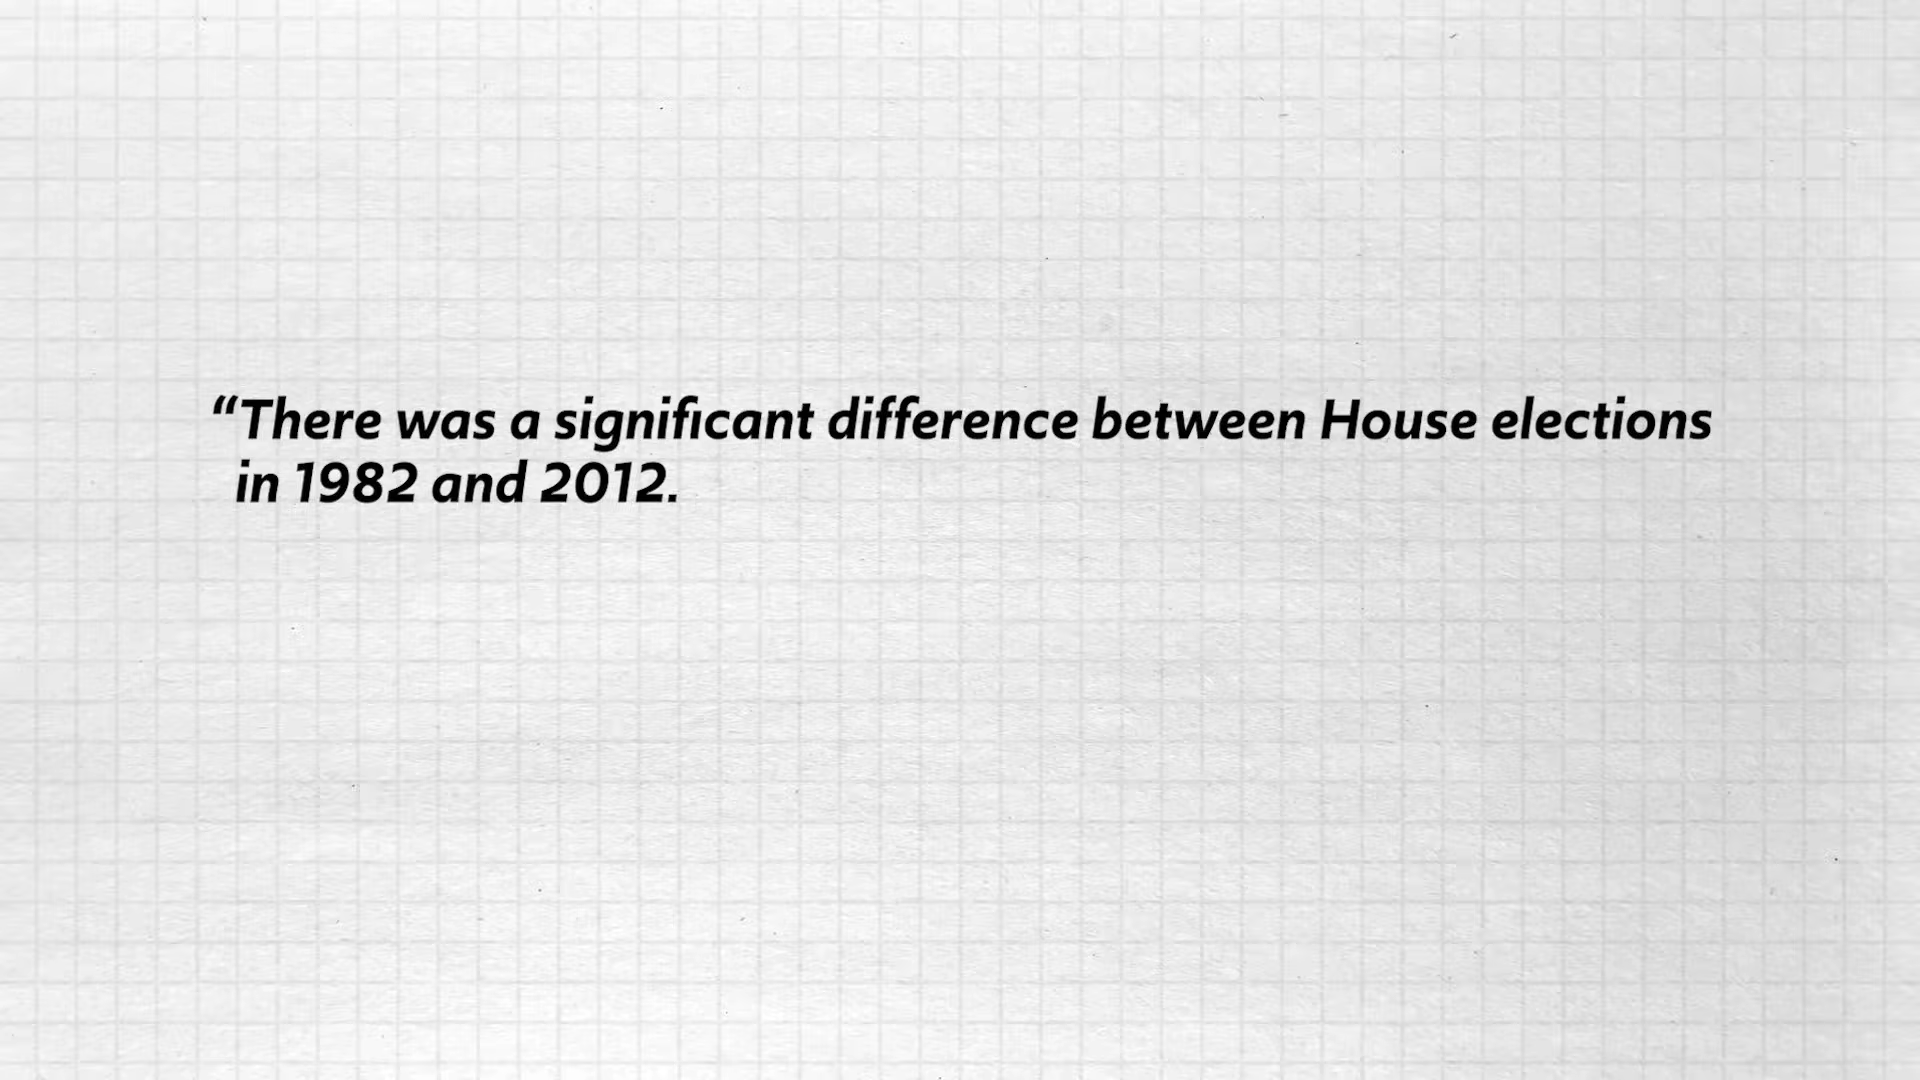 “There was a significant difference between House elections
in 1982 and 2012.